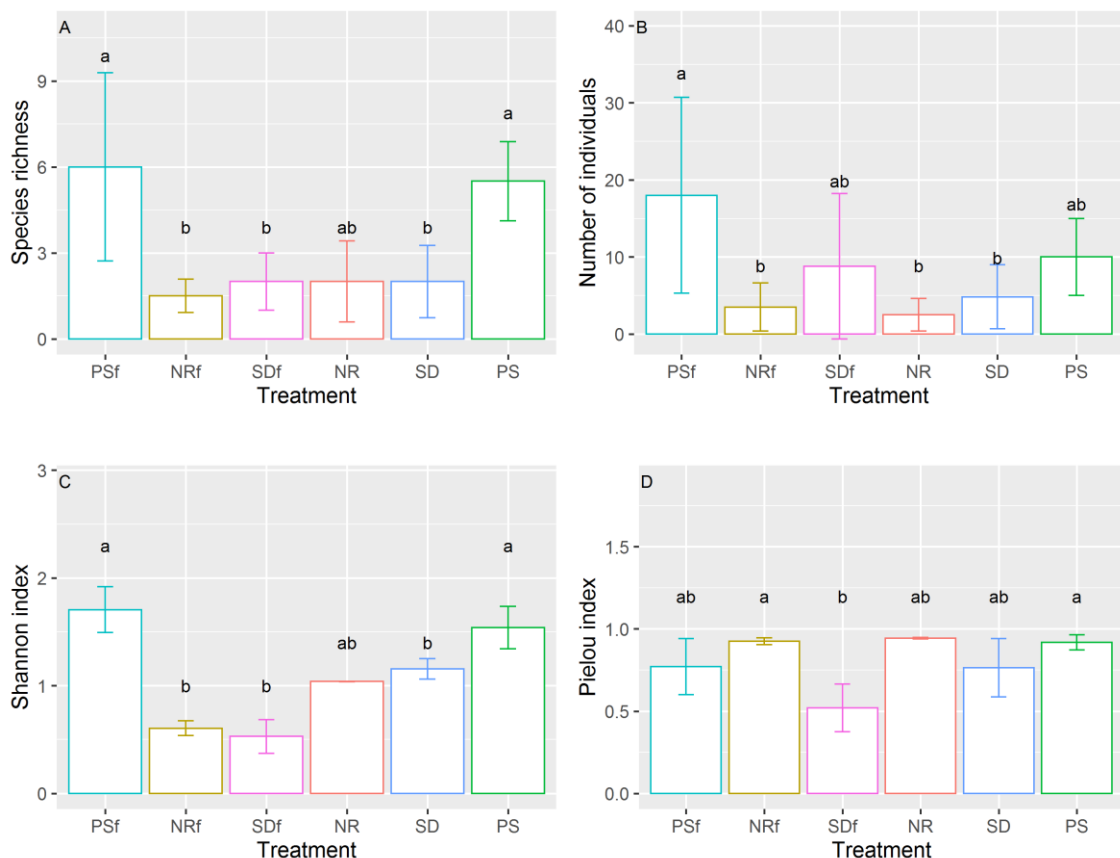 A
a
a
b
b
ab
b
9
6
3
0
Species richness
PSf NRf SDf NR SD PS
Treatment
B
40
a
30
ab
ab
20
b
b
b
10
0
Number of individuals
PSf NRf SDf NR SD PS
Treatment
C
3
a
a
2
ab
b
b
b
1
0
Shannon index
PSf NRf SDf NR SD PS
Treatment
D
1.5
ab a b ab ab a
1.0
0.5
0.0
Pielou index
PSf NRf SDf NR SD PS
Treatment